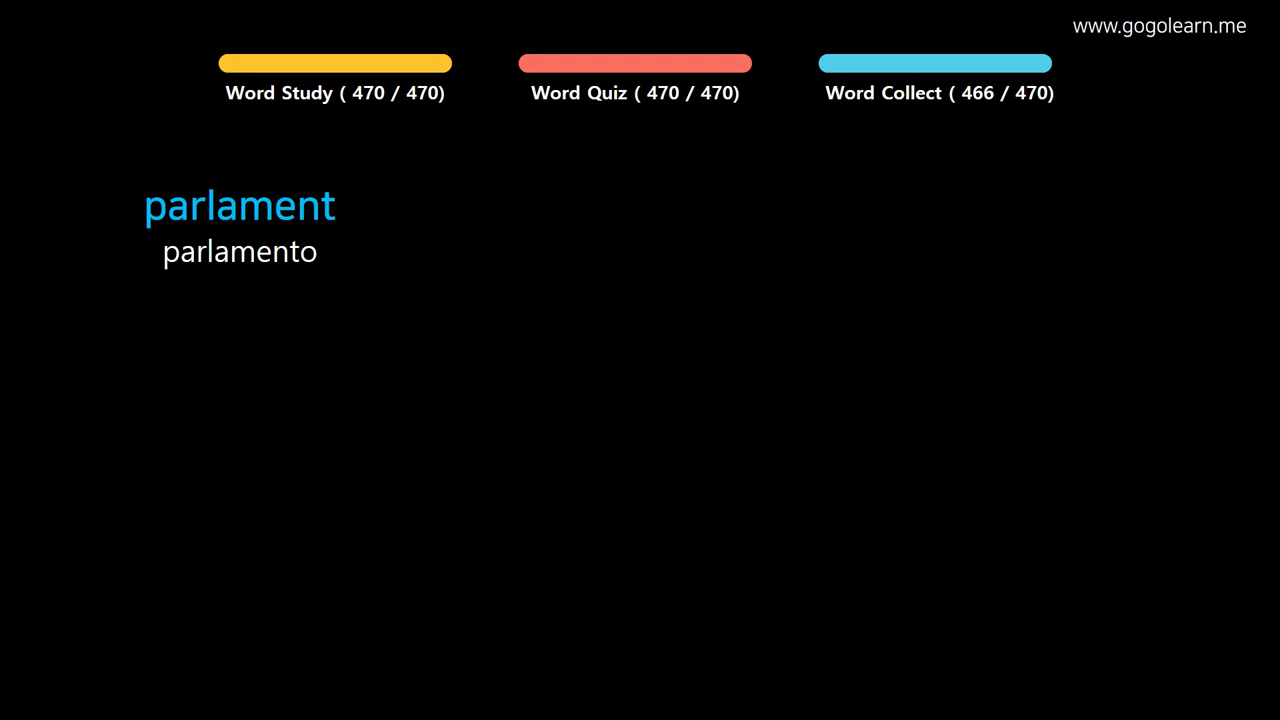 www.gogolearn.me
Word Study ( 470 / 470)
Word Quiz ( 470 / 470)
Word Collect ( 466 / 470)
parlament
parlamento